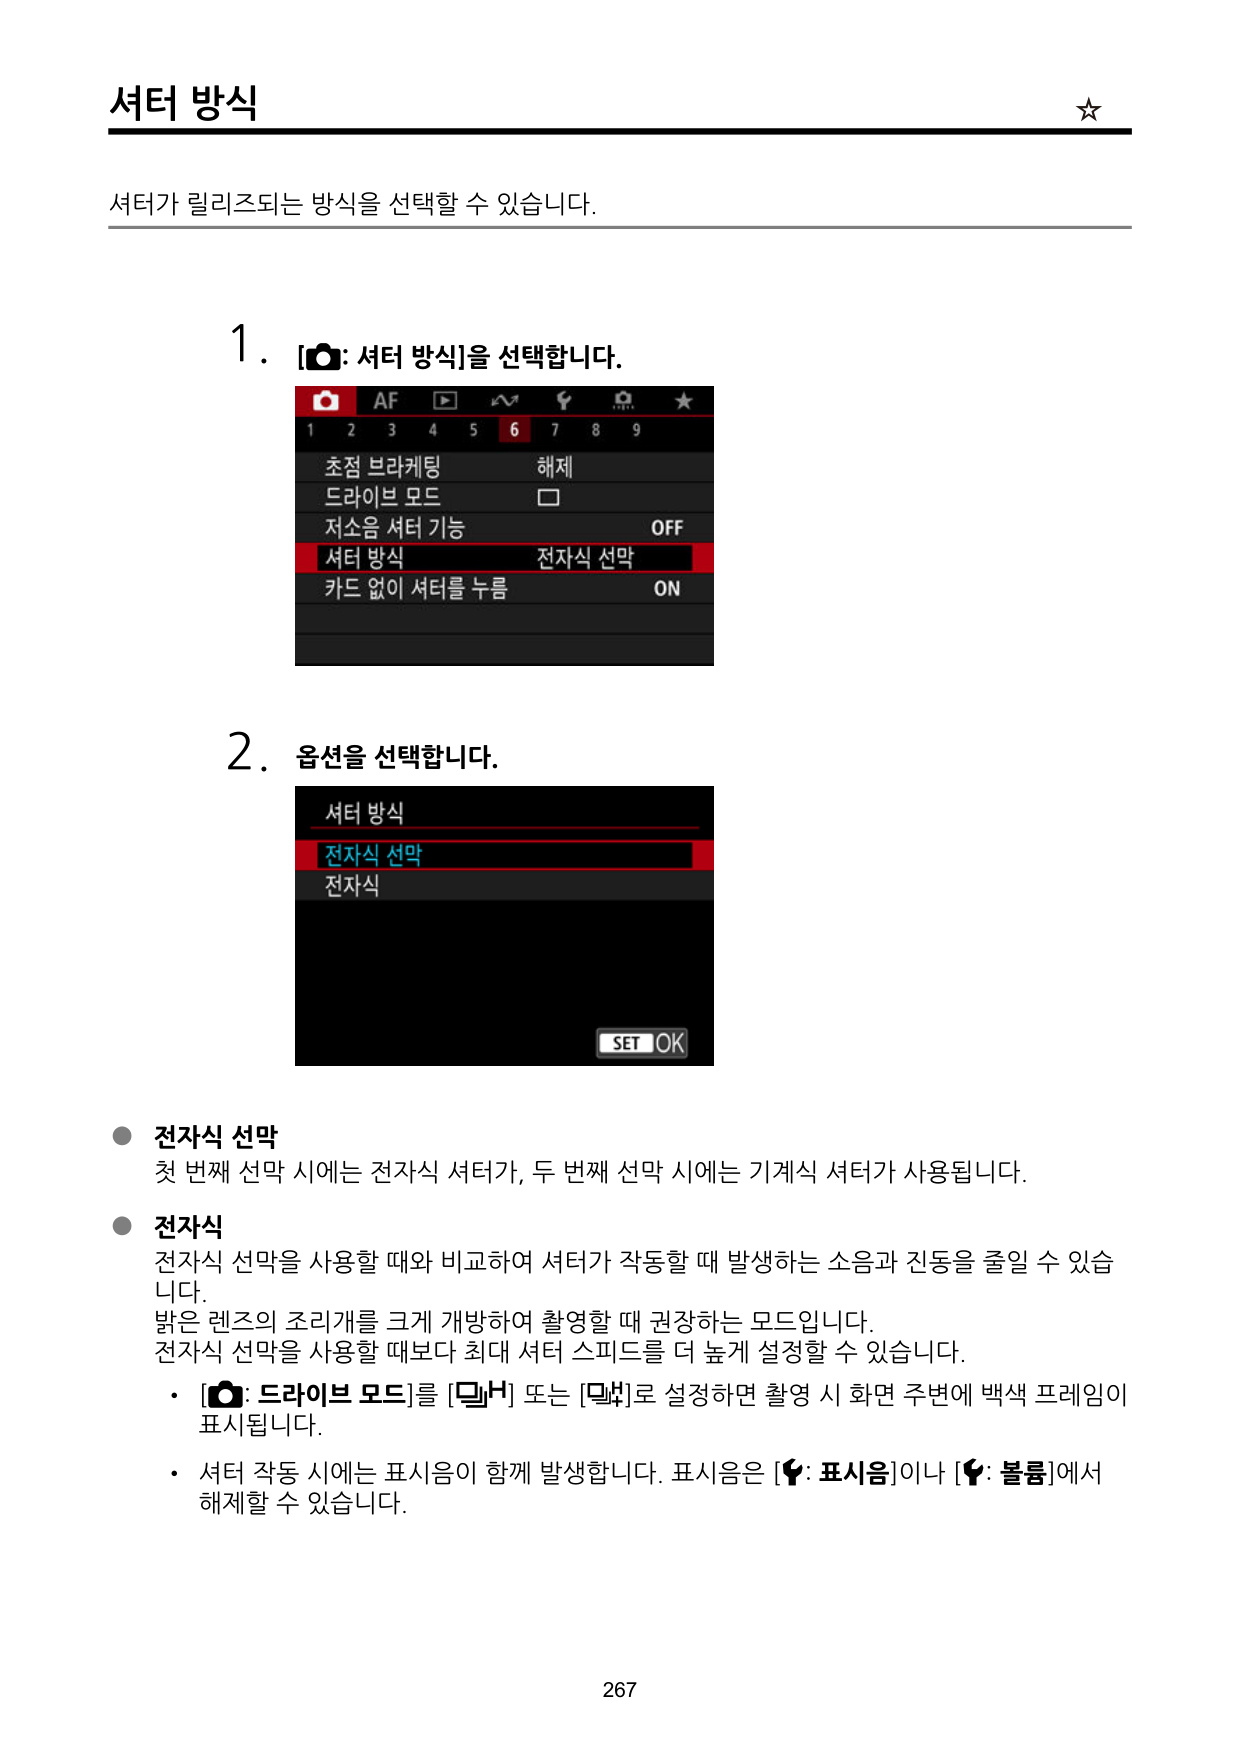 셔터 방식 ☆
셔터가 릴리즈되는 방식을 선택할 수 있습니다.
1. [: 셔터 방식]을 선택합니다.
AF
1 2 3 4 5 6 7 8 9
초점 브라케팅 해제
드라이브 모드
저소음 셔터 기능 OFF
셔터 방식 전자식 선막
카드 없이 셔터를 누름 ON
2. 옵션을 선택합니다.
셔터 방식
전자식 선막
전자식
SET OK
● 전자식 선막
첫 번째 선막 시에는 전자식 셔터가, 두 번째 선막 시에는 기계식 셔터가 사용됩니다.
● 전자식
전자식 선막을 사용할 때와 비교하여 셔터가 작동할 때 발생하는 소음과 진동을 줄일 수 있습
니다.
밝은 렌즈의 조리개를 크게 개방하여 촬영할 때 권장하는 모드입니다.
전자식 선막을 사용할 때보다 최대 셔터 스피드를 더 높게 설정할 수 있습니다.
• [: 드라이브 모드]를 [H] 또는 [H+]로 설정하면 촬영 시 화면 주변에 백색 프레임이
표시됩니다.
• 셔터 작동 시에는 표시음이 함께 발생합니다. 표시음은 [: 표시음]이나 [: 볼륨]에서
해제할 수 있습니다.
267